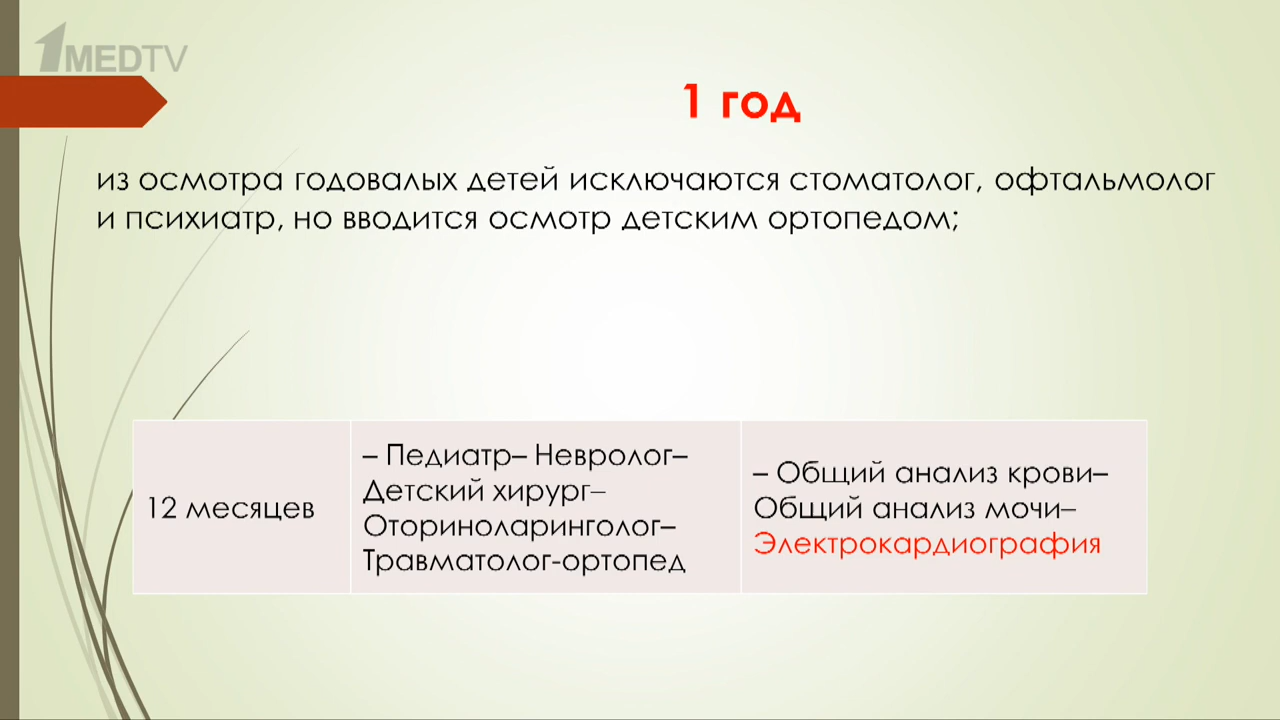 1MEDTV
1 год
из осмотра годовалых детей исключаются стоматолог, офтальмолог
и психиатр, но вводится осмотр детским ортопедом;
12 месяцев
– Педиатр– Невролог–
Детский хирург–
Оториноларинголог–
Травматолог-ортопед
– Общий анализ крови–
Общий анализ мочи–
Электрокардиография